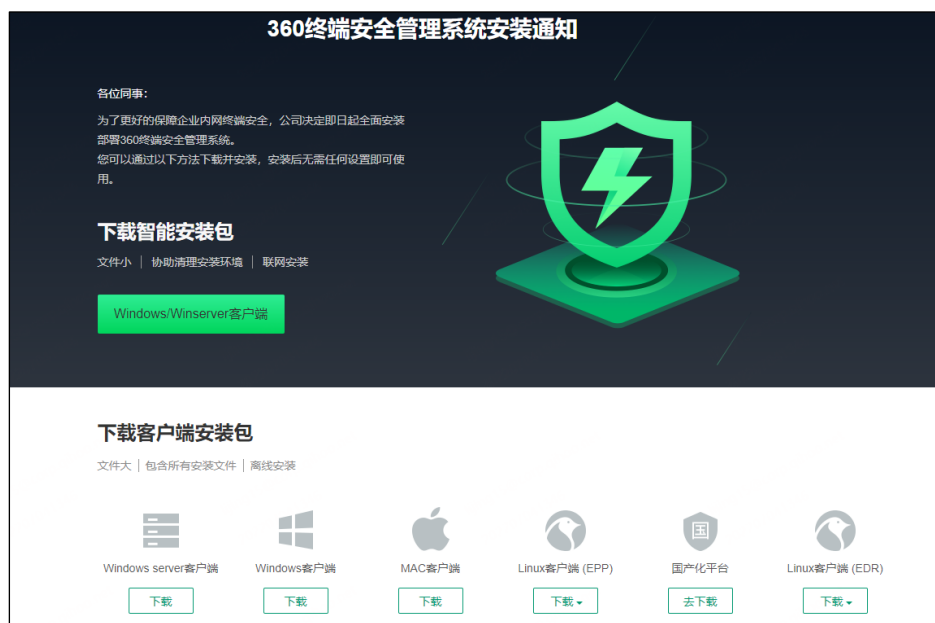 360终端安全管理系统安装通知
各位同事：
为了更好的保障企业内网终端安全，公司决定即日起全面安装
部署360终端安全管理系统。
您可以通过以下方法下载并安装，安装后无需任何设置即可使
用。
下载智能安装包
文件小 | 协助清理安装环境 | 联网安装
Windows/Winserver客户端
下载客户端安装包
文件大 | 包含所有安装文件 | 离线安装
国
Windows server客户端 Windows客户端 MAC客户端 Linux客户端 (EPP) 国产化平台 Linux客户端 (EDR)
下载 下载 下载 下载 去下载 下载